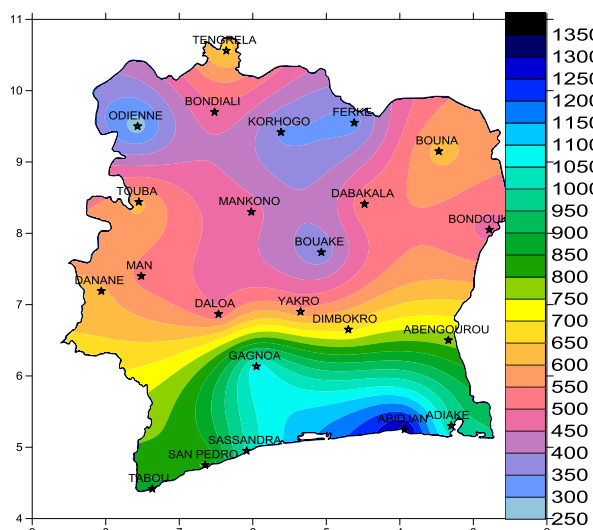 11
TENGRELA
1350
1300
10
BONDIALI
1250
ODIENNE
KORHOGO
FERKE
1200
1150
BOUNA
1100
9
1050
TOUBA
MANKONO
DABAKALA
1000
950
BONDOUK
8
900
BOUAKE
850
MAN
800
DANANE
750
7
DALOA
YAKRO
700
DIMBOKRO
ABENGOUROU
650
600
GAGNOA
6
550
500
ABIDJAN
ADIAKE
450
5
SASSANDRA
400
SAN PEDRO
350
TABOU
300
4
250